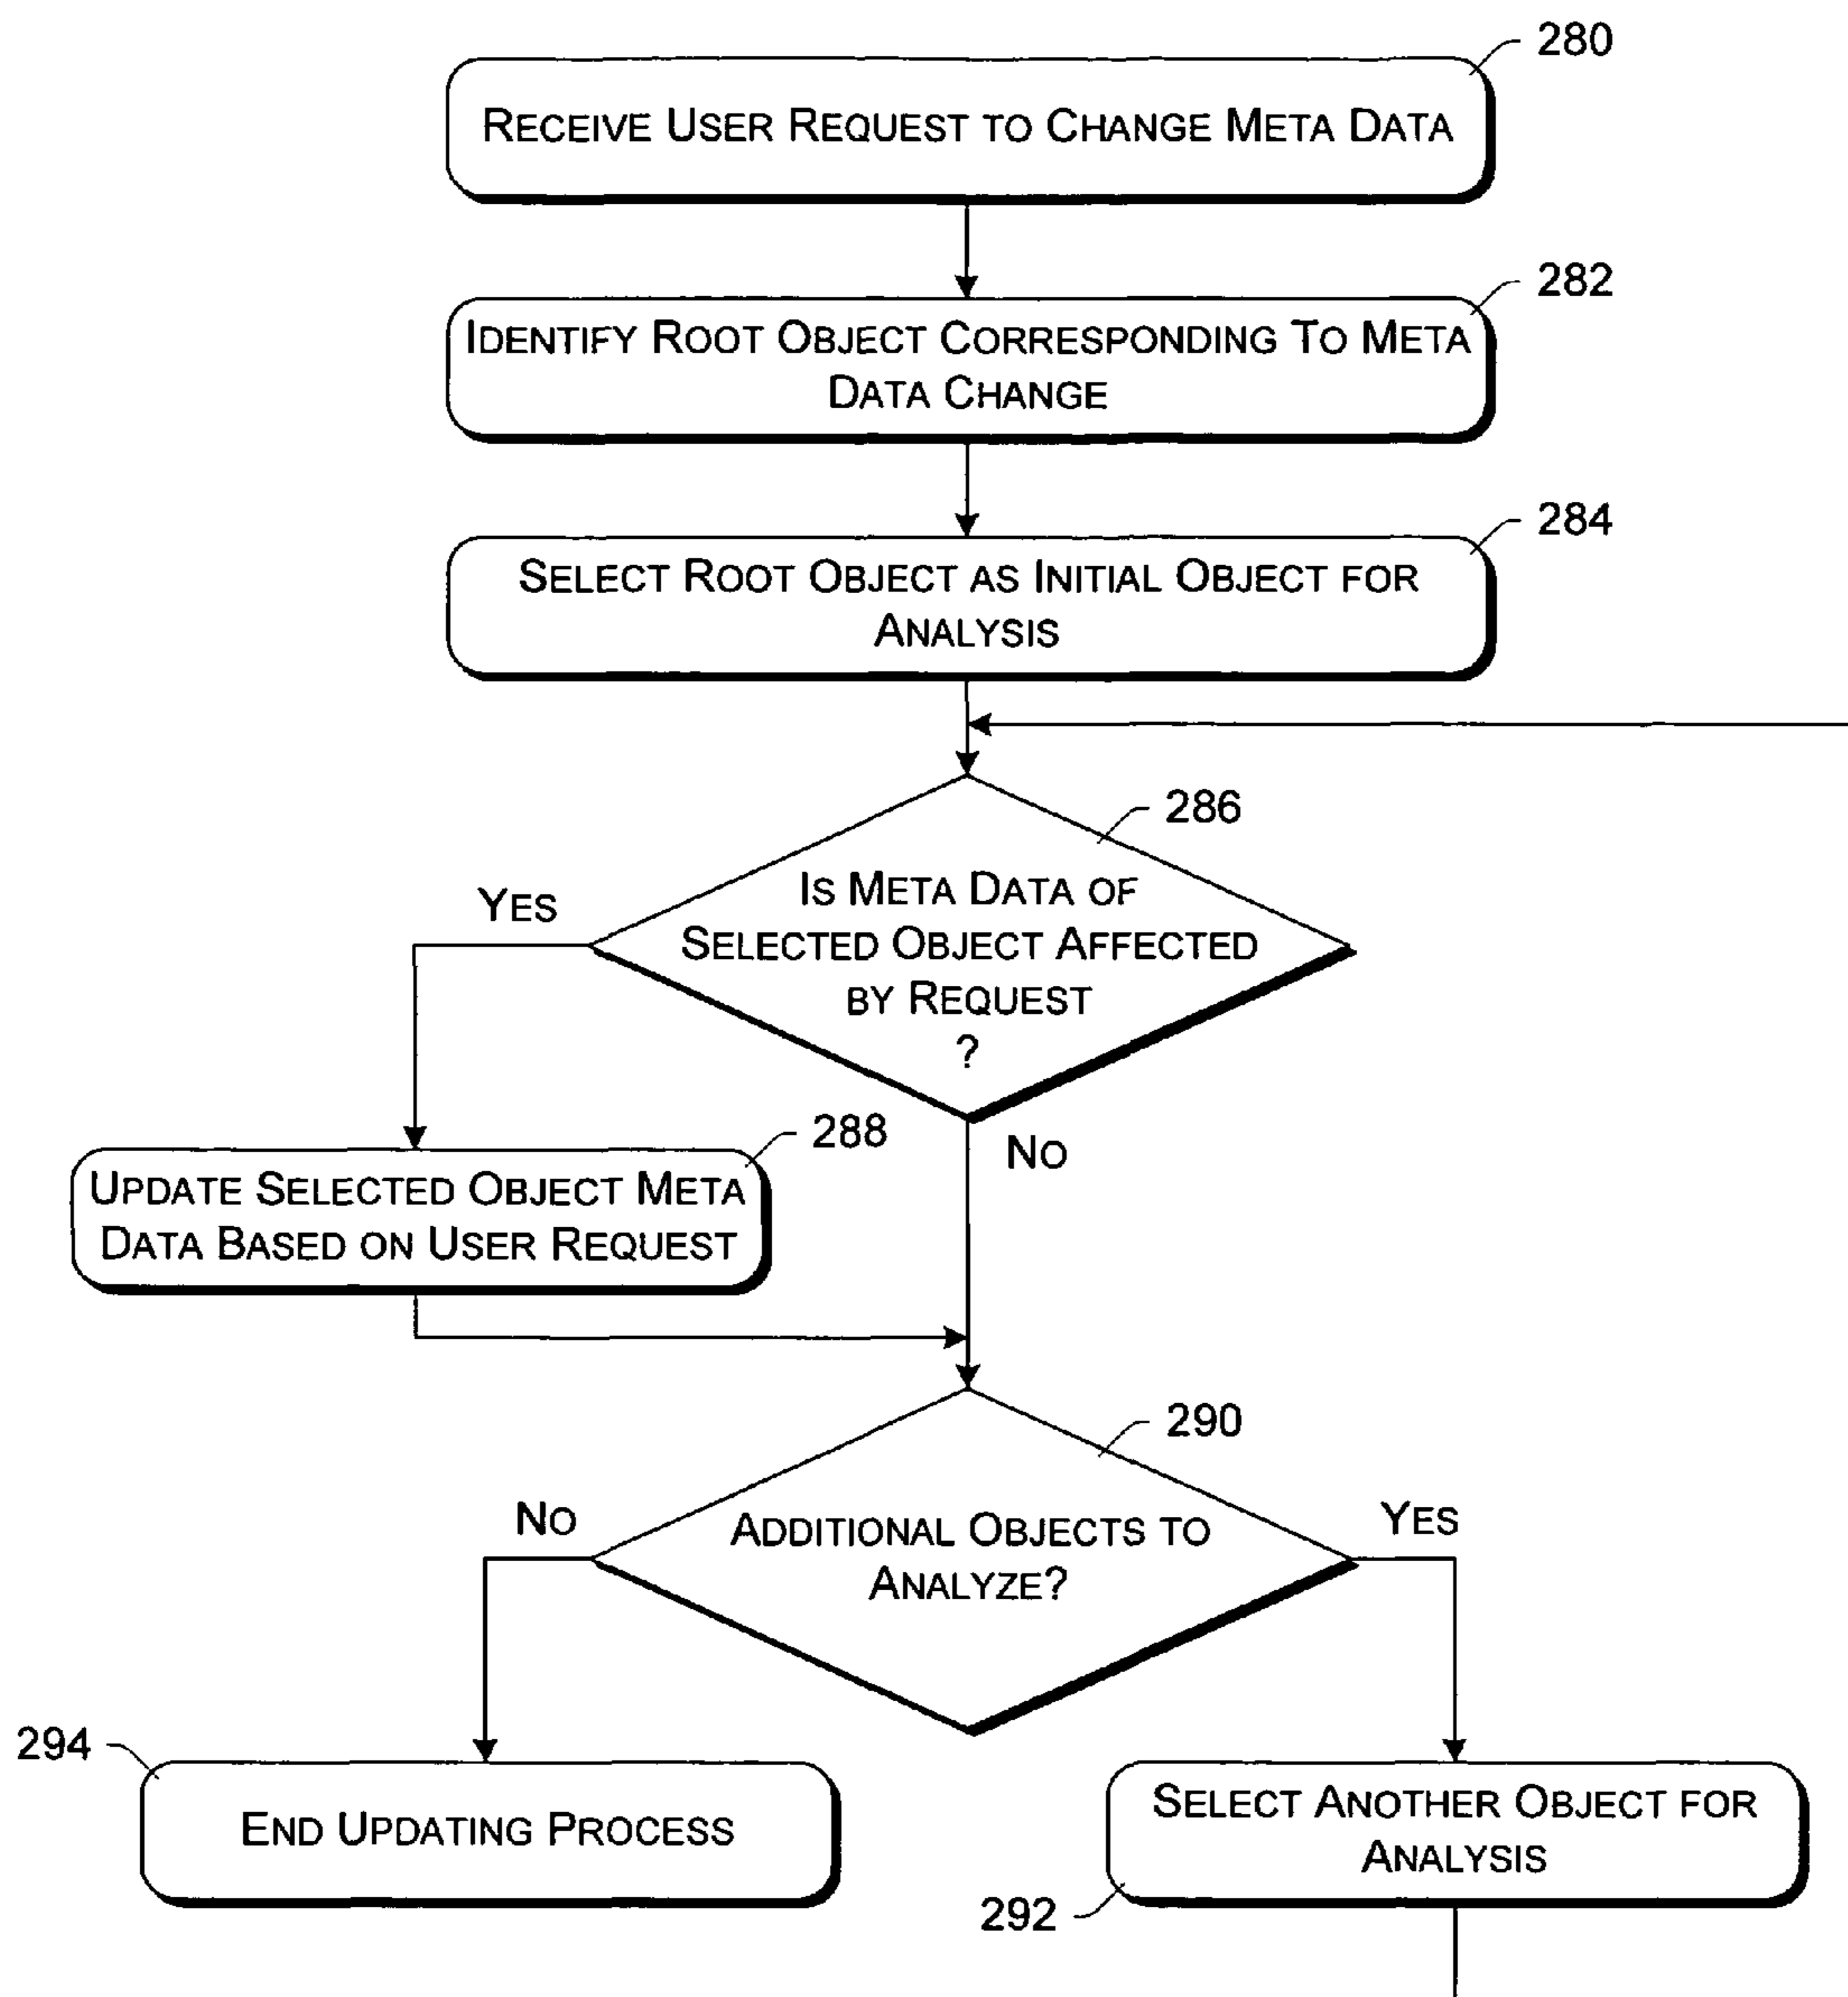 280
RECEIVE USER REQUEST TO CHANGE META DATA
282
IDENTIFY ROOT OBJECT CORRESPONDING TO META
DATA CHANGE
284
SELECT ROOT OBJECT AS INITIAL OBJECT FOR
ANALYSIS
286
IS META DATA OF
SELECTED OBJECT AFFECTED
BY REQUEST
?
YES
NO
288
UPDATE SELECTED OBJECT META
DATA BASED ON USER REQUEST
290
ADDITIONAL OBJECTS TO
ANALYZE?
NO
YES
294
END UPDATING PROCESS
SELECT ANOTHER OBJECT FOR
ANALYSIS
292